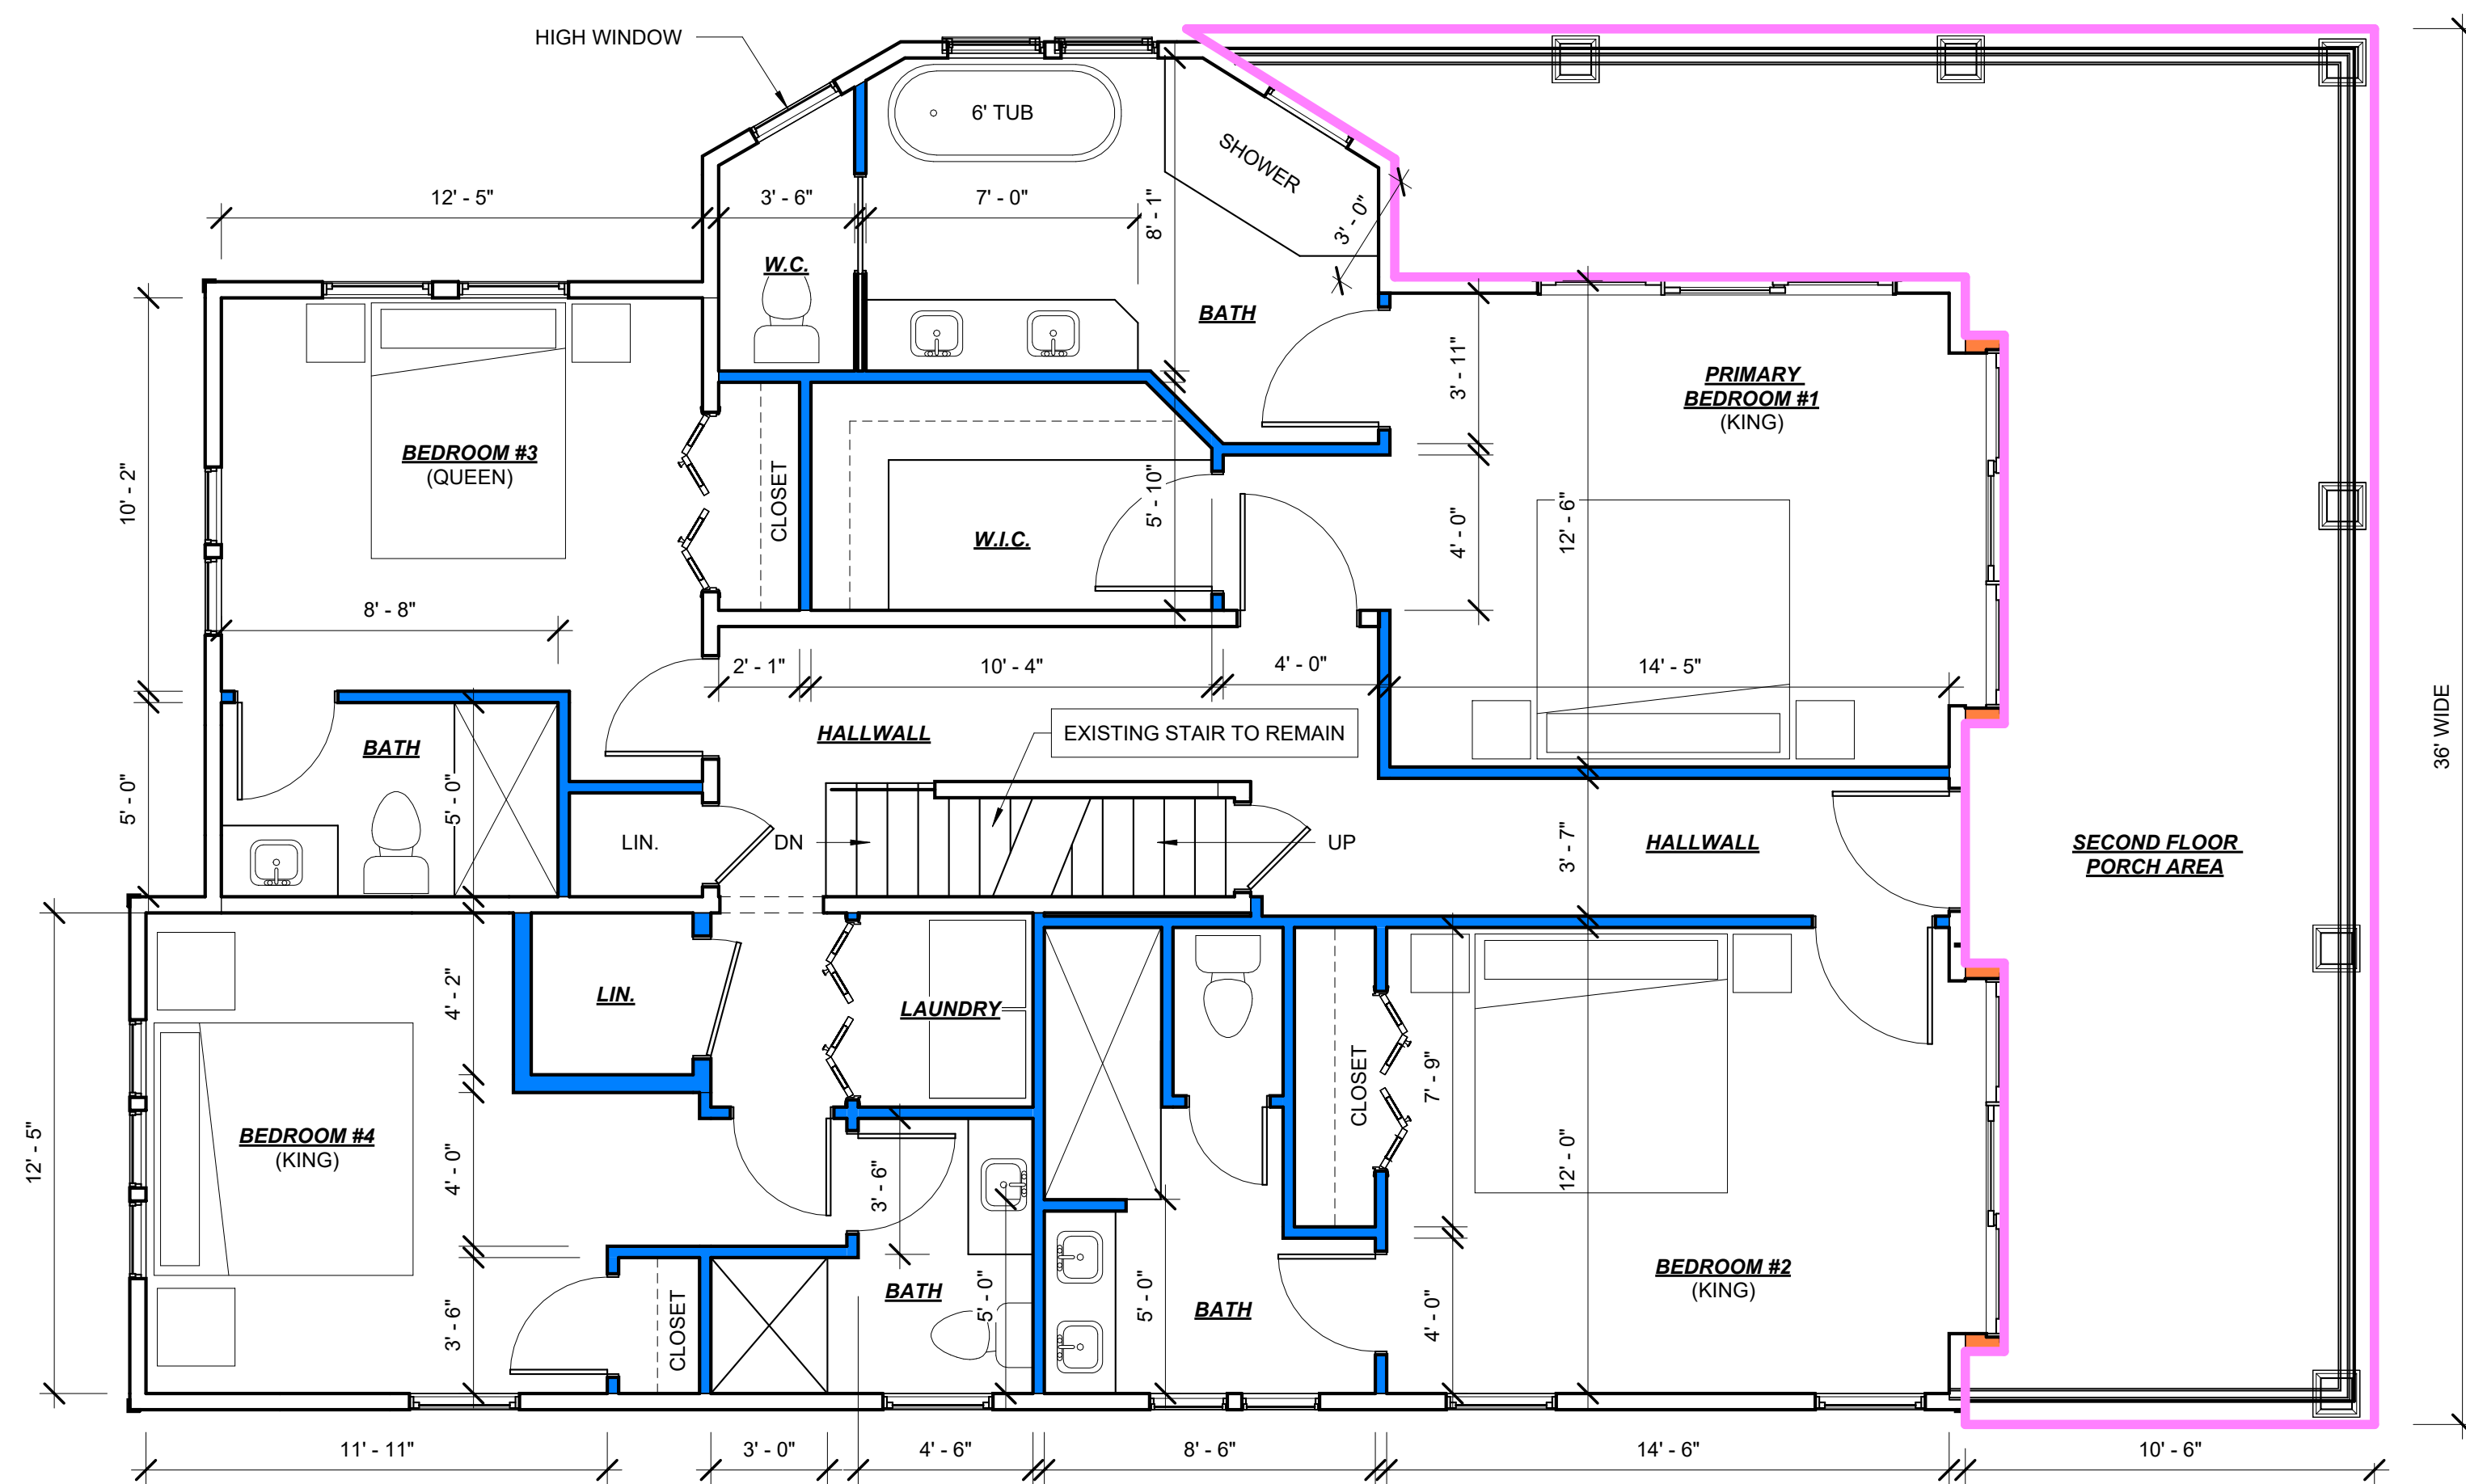 HIGH WINDOW
6' TUB
SHOWER
12' - 5"
3' - 6"
7' - 0"
8' - 1"
3' - 0"
W.C.
BATH
3' - 11"
PRIMARY
BEDROOM #1
(KING)
BEDROOM #3
(QUEEN)
10' - 2"
CLOSET
5' - 10"
W.I.C.
4' - 0"
12' - 6"
8' - 8"
2' - 1"
10' - 4"
4' - 0"
14' - 5"
36' WIDE
HALLWALL
EXISTING STAIR TO REMAIN
BATH
5' - 0"
5' - 0"
LIN.
DN
UP
3' - 7"
HALLWALL
SECOND FLOOR
PORCH AREA
4' - 2"
LIN.
LAUNDRY
CLOSET
7' - 9"
12' - 5"
BEDROOM #4
(KING)
4' - 0"
3' - 6"
12' - 0"
BEDROOM #2
(KING)
3' - 6"
CLOSET
BATH
5' - 0"
5' - 0"
BATH
4' - 0"
11' - 11"
3' - 0"
4' - 6"
8' - 6"
14' - 6"
10' - 6"